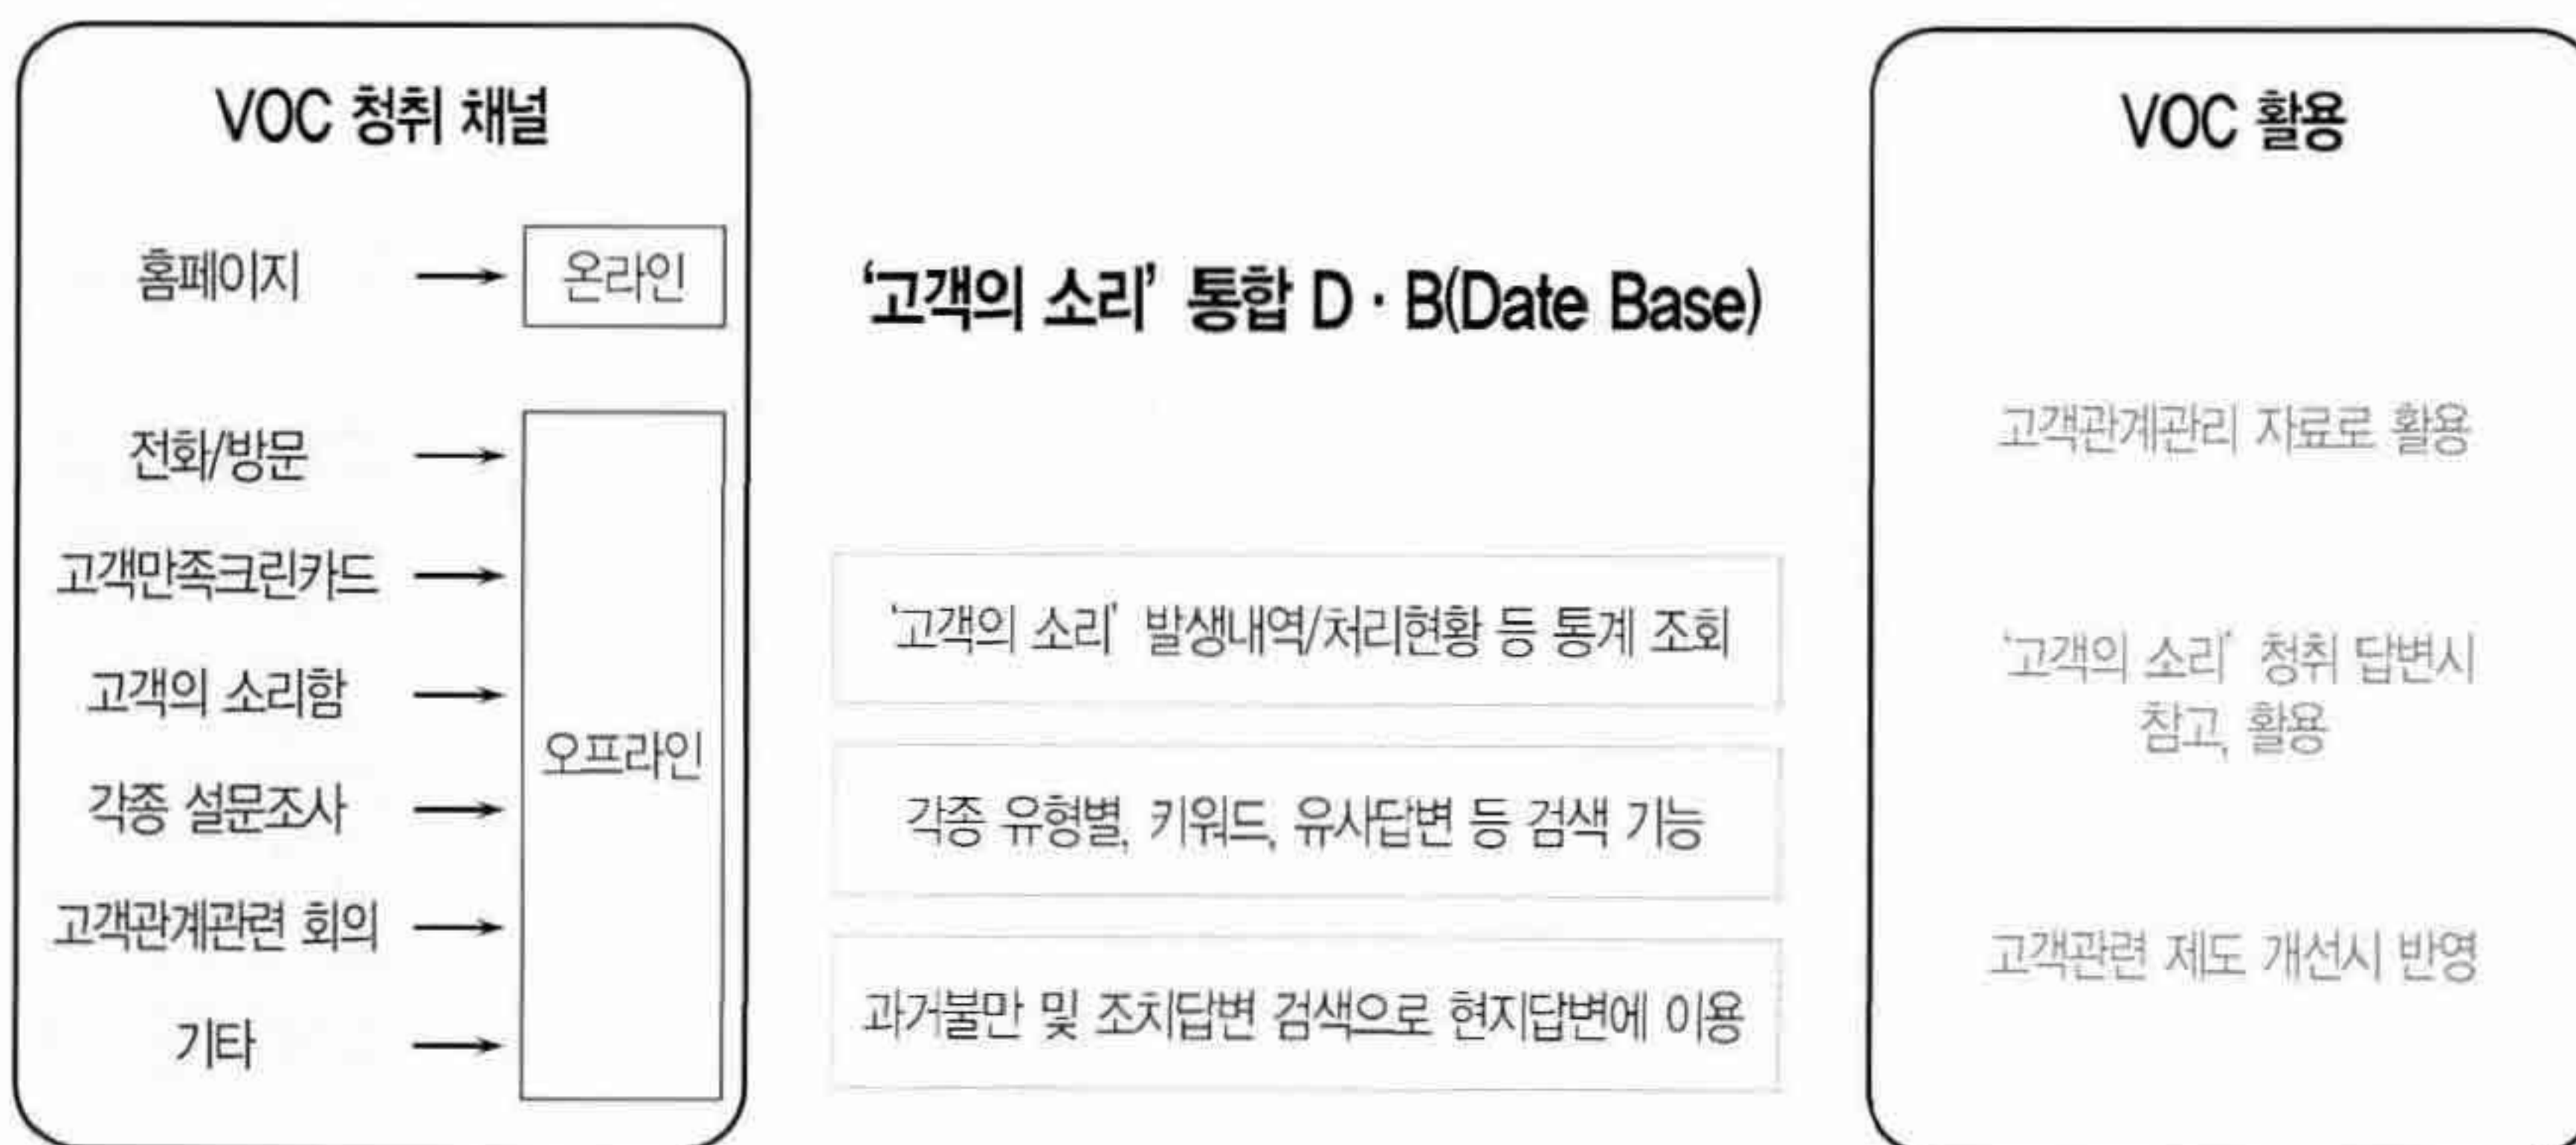 VOC 청취 채널
홈페이지
온라인
전화/방문
고객만족크린카드
고객의 소리함
각종 설문조사
고객관계관련 회의
기타
오프라인
‘고객의 소리’ 통합 D · B(Date Base)
‘고객의 소리’ 발생내역/처리현황 등 통계 조회
각종 유형별, 키워드, 유사답변 등 검색 기능
과거불만 및 조치답변 검색으로 현지답변에 이용
VOC 활용
고객관계관리 자료로 활용
‘고객의 소리’ 청취 답변시
참고, 활용
고객관련 제도 개선시 반영